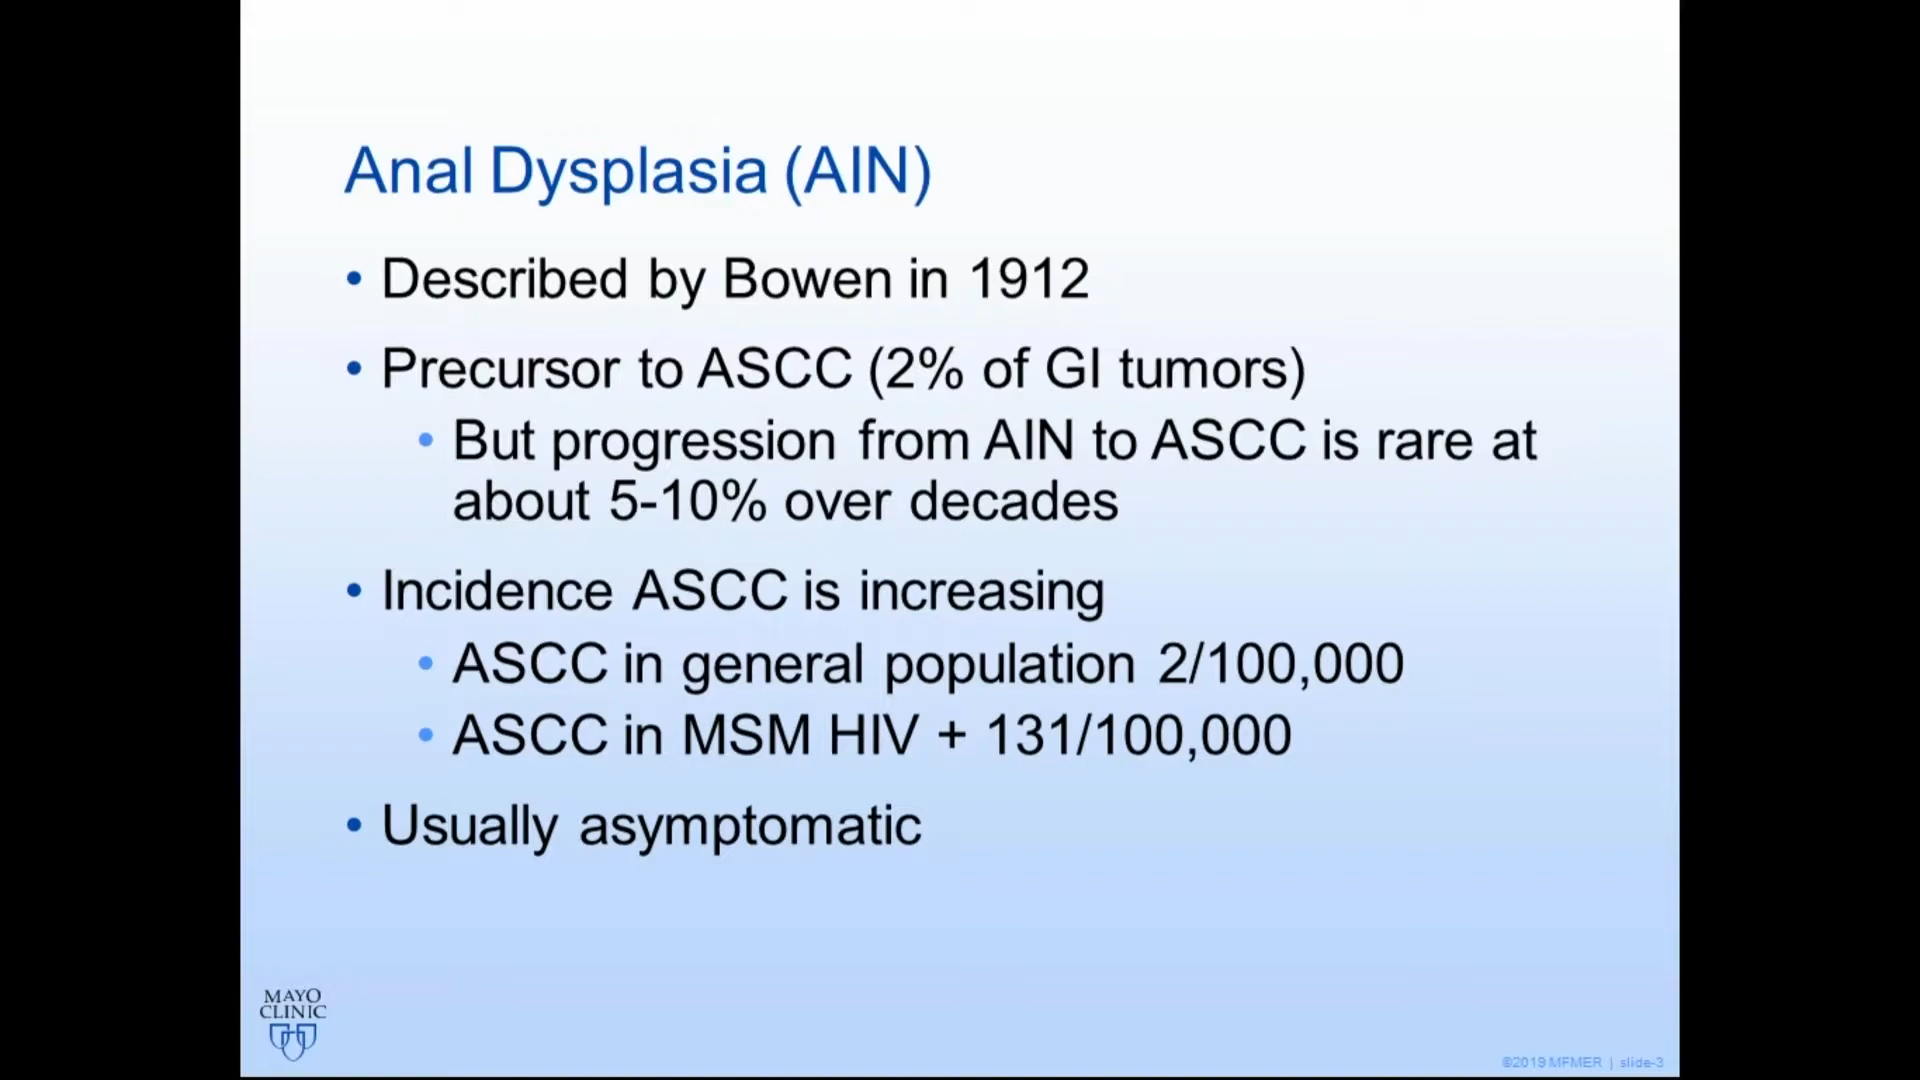 Anal Dysplasia (AIN)
• Described by Bowen in 1912
• Precursor to ASCC (2% of GI tumors)
• But progression from AIN to ASCC is rare at
about 5-10% over decades
• Incidence ASCC is increasing
• ASCC in general population 2/100,000
• ASCC in MSM HIV + 131/100,000
• Usually asymptomatic
MAYO
CLINIC
©2019 MFMER | slide-3